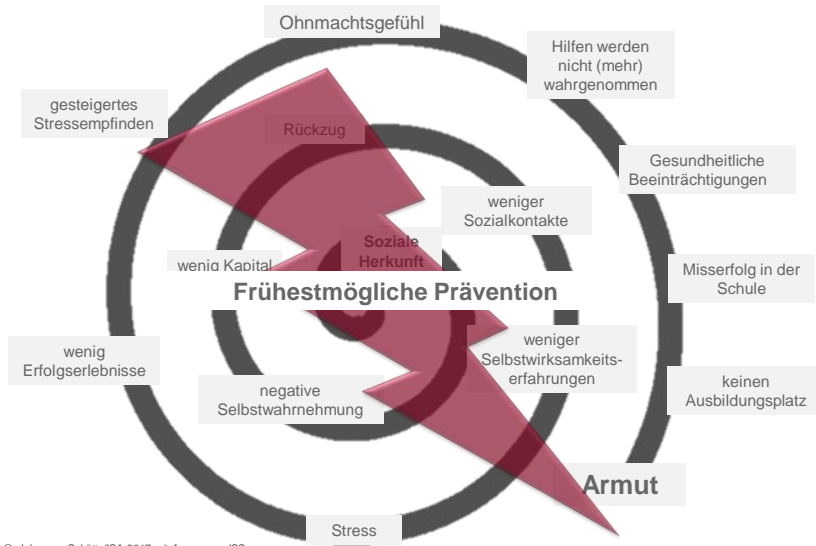 Ohnmachtsgefühl
Hilfen werden
nicht (mehr)
wahrgenommen
gesteigertes
Stressempfinden
Rückzug
Gesundheitliche
Beeinträchtigungen
weniger
Sozialkontakte
Soziale
Herkunft
wenig Kapital
Misserfolg in der
Schule
Frühestmögliche Prävention
wenig
Erfolgserlebnisse
weniger
Selbstwirksamkeits-
erfahrungen
negative
Selbstwahrnehmung
keinen
Ausbildungsplatz
Armut
Stress